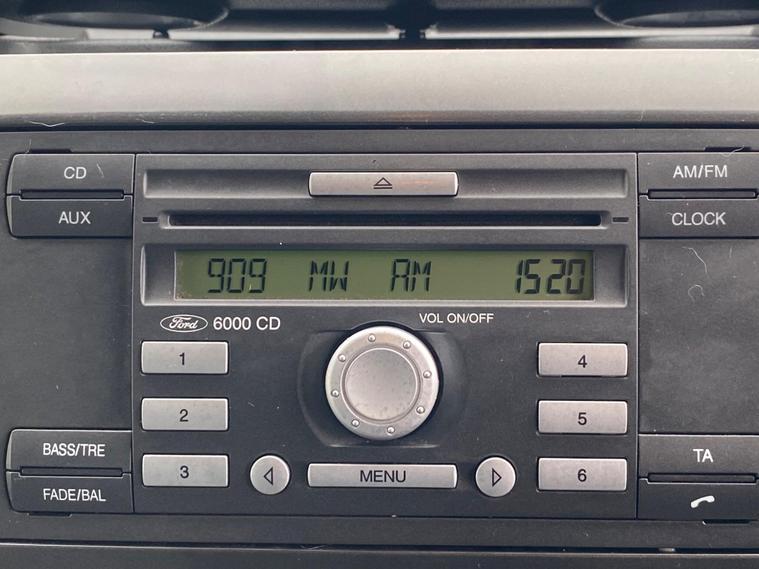 CD
AM/FM
AUX
CLOCK
909 MW AM 1520
Ford 6000 CD
VOL ON/OFF
1
4
2
5
BASS/TRE
TA
3
MENU
6
FADE/BAL